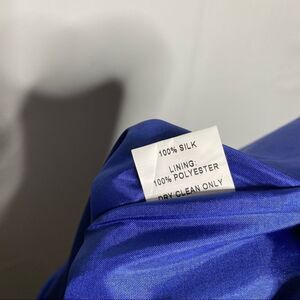 100% SILK
LINING:
100% POLYESTER
DRY CLEAN ONLY